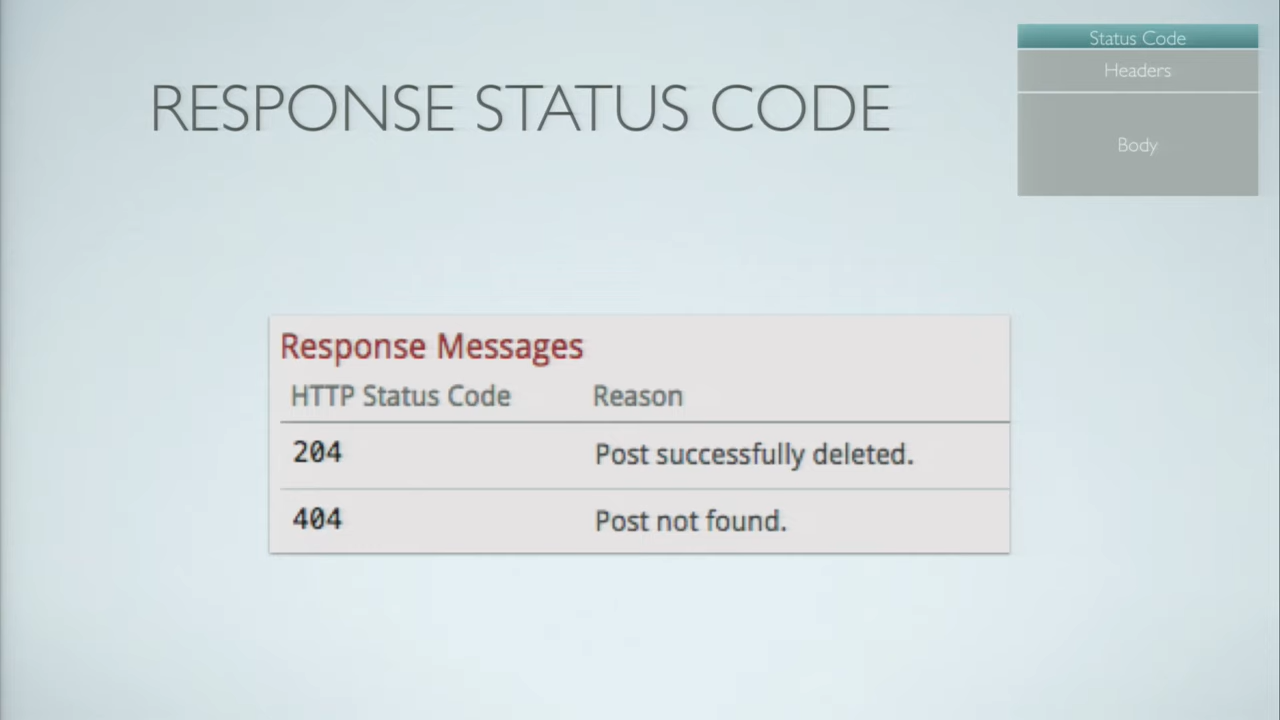 Status Code
Headers
Body
RESPONSE STATUS CODE
Response Messages
HTTP Status Code Reason
204 Post successfully deleted.
404 Post not found.